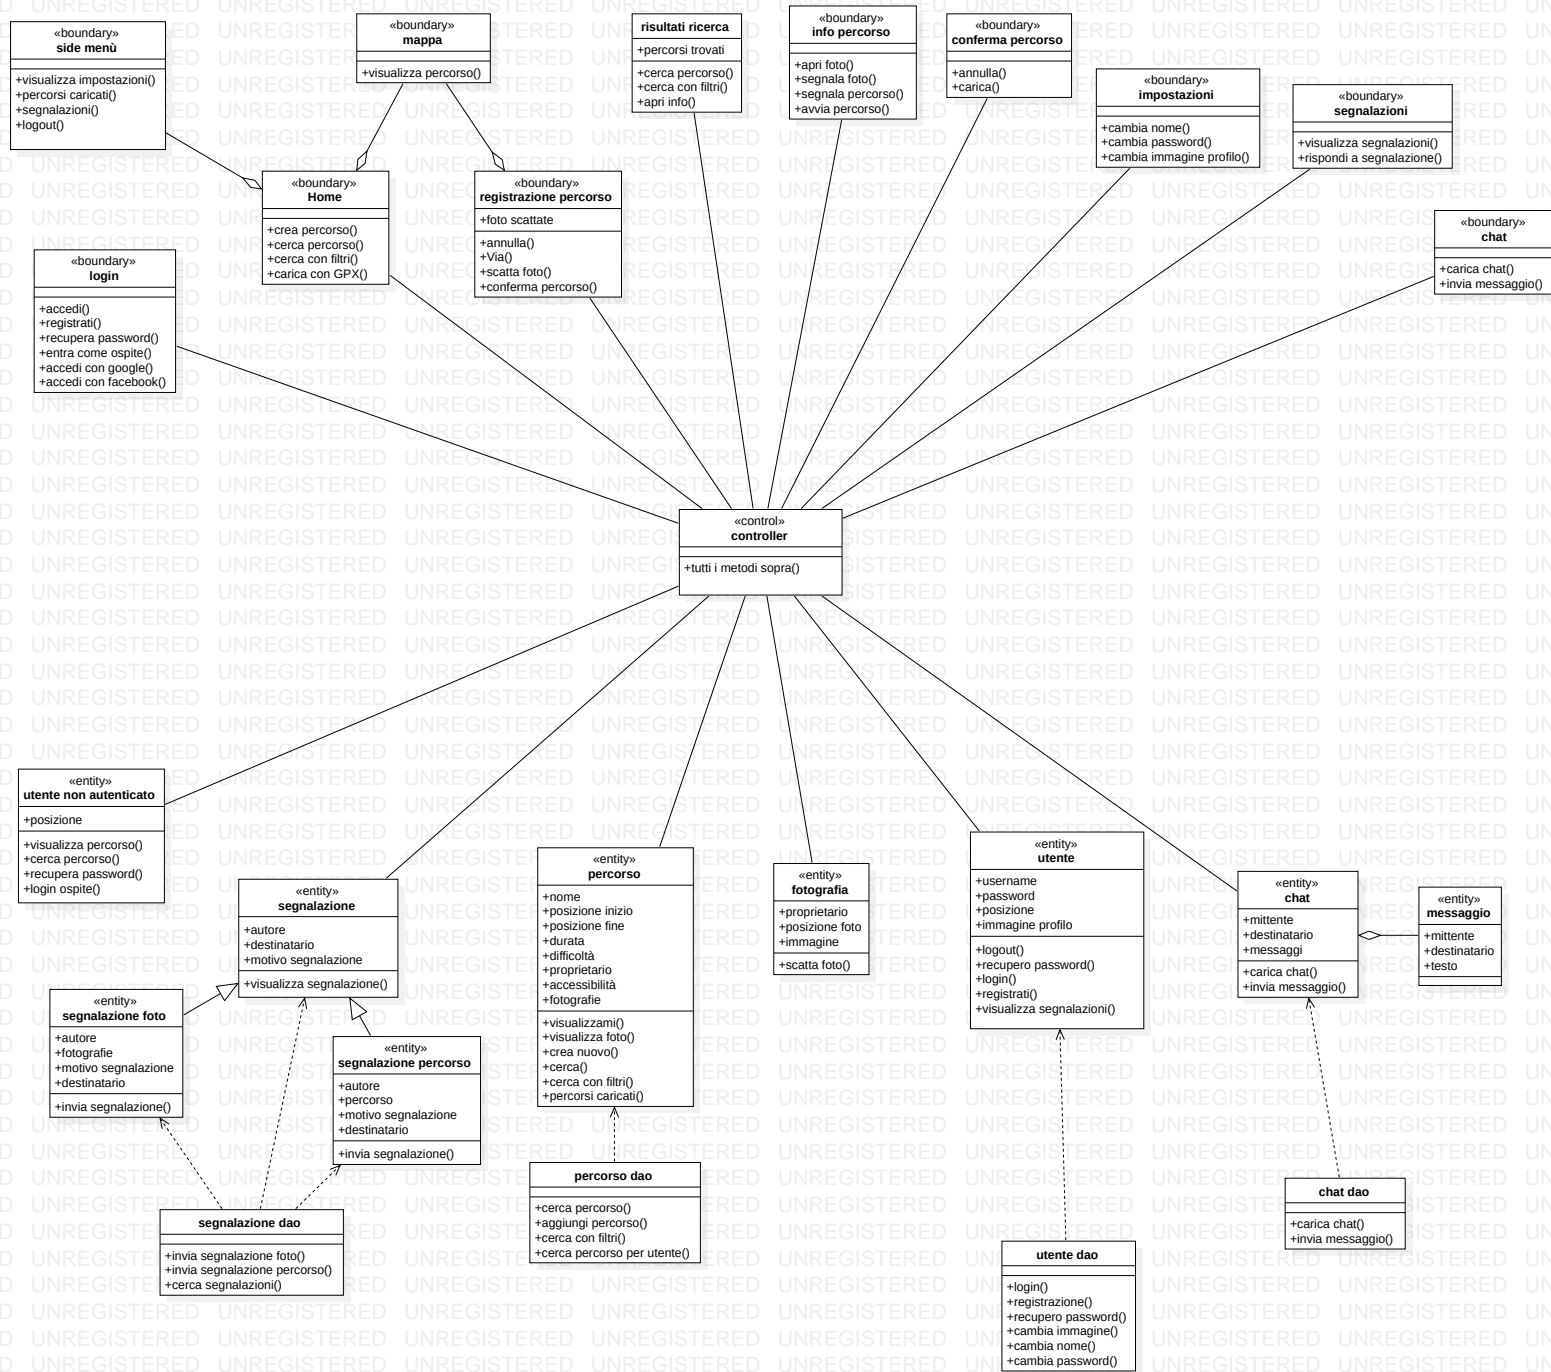 «boundary»
side menù
+visualizza impostazioni()
+percorsi caricati()
+segnalazioni()
+logout()
«boundary»
mappa
+visualizza percorso()
risultati ricerca
+percorsi trovati
+cerca percorso()
+cerca con filtri()
+apri info()
«boundary»
info percorso
+apri foto()
+segnala foto()
+segnala percorso()
+avvia percorso()
«boundary»
conferma percorso
+annulla()
+carica()
«boundary»
impostazioni
+cambia nome()
+cambia password()
+cambia immagine profilo()
«boundary»
segnalazioni
+visualizza segnalazioni()
+rispondi a segnalazione()
«boundary»
Home
+crea percorso()
+cerca percorso()
+cerca con filtri()
+carica con GPX()
«boundary»
registrazione percorso
+foto scattate
+annulla()
+Via()
+scatta foto()
+conferma percorso()
«boundary»
chat
+carica chat()
+invia messaggio()
«boundary»
login
+accedi()
+registrati()
+recupera password()
+entra come ospite()
+accedi con google()
+accedi con facebook()
«control»
controller
+tutti i metodi sopra()
«entity»
utente non autenticato
+posizione
+visualizza percorso()
+cerca percorso()
+recupera password()
+login ospite()
«entity»
segnalazione
+autore
+destinatario
+motivo segnalazione
+visualizza segnalazione()
«entity»
percorso
+nome
+posizione inizio
+posizione fine
+durata
+difficoltà
+proprietario
+accessibilità
+fotografie
+visualizzami()
+visualizza foto()
+crea nuovo()
+cerca()
+cerca con filtri()
+percorsi caricati()
«entity»
fotografia
+proprietario
+posizione foto
+immagine
+scatta foto()
«entity»
utente
+username
+password
+posizione
+immagine profilo
+logout()
+recupero password()
+login()
+registrati()
+visualizza segnalazioni()
«entity»
chat
+mittente
+destinatario
+messaggi
+carica chat()
+invia messaggio()
«entity»
messaggio
+mittente
+destinatario
+testo
«entity»
segnalazione foto
+autore
+fotografie
+motivo segnalazione
+destinatario
+invia segnalazione()
«entity»
segnalazione percorso
+autore
+percorso
+motivo segnalazione
+destinatario
+invia segnalazione()
segnalazione dao
+invia segnalazione foto()
+invia segnalazione percorso()
+cerca segnalazioni()
percorso dao
+cerca percorso()
+aggiungi percorso()
+cerca con filtri()
+cerca percorso per utente()
utente dao
+login()
+registrazione()
+recupero password()
+cambia immagine()
+cambia nome()
+cambia password()
chat dao
+carica chat()
+invia messaggio()
UNREGISTERED